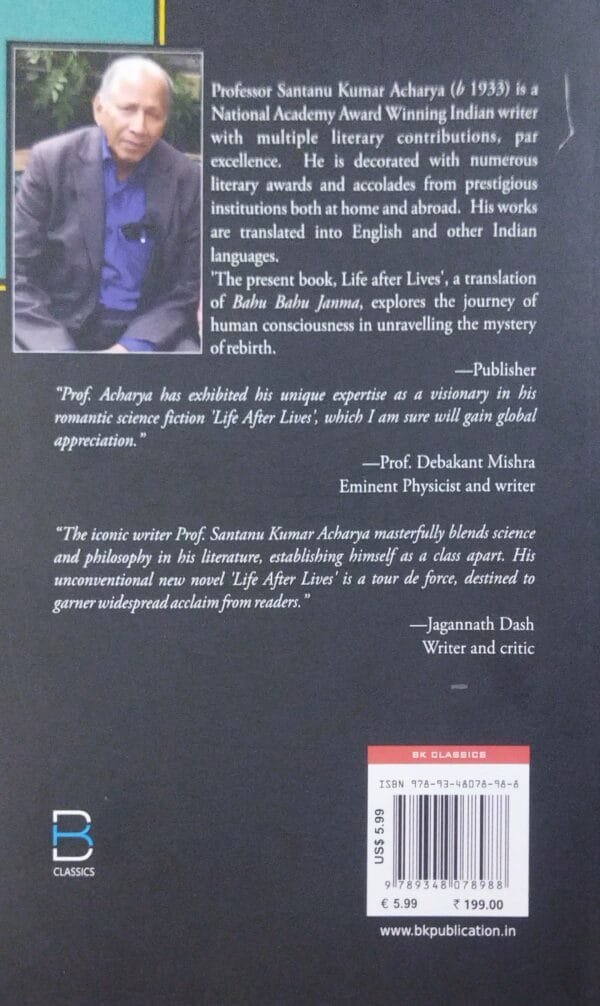 Professor Santanu Kumar Acharya (b 1933) is a
National Academy Award Winning Indian writer
with multiple literary contributions, par
excellence. He is decorated with numerous
literary awards and accolades from prestigious
institutions both at home and abroad. His works
are translated into English and other Indian
languages.
'The present book, Life after Lives', a translation
of Bahu Bahu Janma, explores the journey of
human consciousness in unravelling the mystery
of rebirth.
—Publisher
“Prof. Acharya has exhibited his unique expertise as a visionary in his
romantic science fiction 'Life After Lives', which I am sure will gain global
appreciation.”
—Prof. Debakant Mishra
Eminent Physicist and writer
“The iconic writer Prof. Santanu Kumar Acharya masterfully blends science
and philosophy in his literature, establishing himself as a class apart. His
unconventional new novel 'Life After Lives' is a tour de force, destined to
garner widespread acclaim from readers.”
—Jagannath Dash
Writer and critic
BK CLASSICS
ISBN 978-93-48078-98-8
US$ 5.99
9 789348 078988
€ 5.99 ₹ 199.00
www.bkpublication.in
BK
CLASSICS